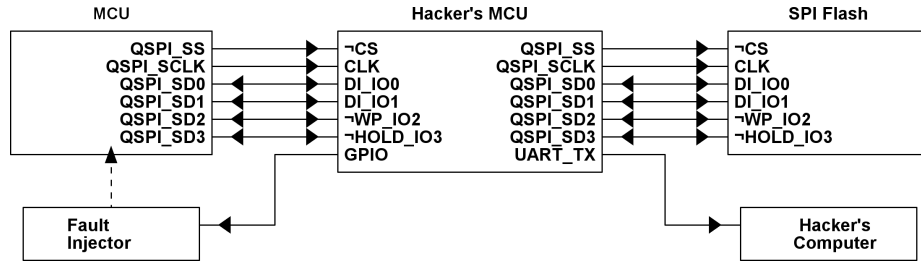 MCU
Hacker's MCU
SPI Flash
QSPI_SS
QSPI_SCLK
QSPI_SD0
QSPI_SD1
QSPI_SD2
QSPI_SD3
¬CS
CLK
DI_IO0
DI_IO1
¬WP_IO2
¬HOLD_IO3
GPIO
QSPI_SS
QSPI_SCLK
QSPI_SD0
QSPI_SD1
QSPI_SD2
QSPI_SD3
UART_TX
¬CS
CLK
DI_IO0
DI_IO1
¬WP_IO2
¬HOLD_IO3
Fault
Injector
Hacker's
Computer